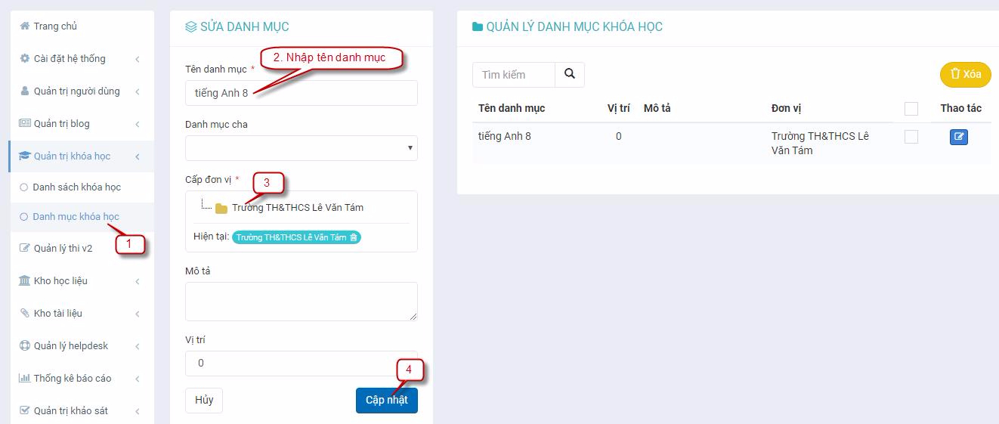 Trang chủ
Cài đặt hệ thống
Quản trị người dùng
Quản trị blog
Quản trị khóa học
Danh sách khóa học
Danh mục khóa học
1
Quản lý thi v2
Kho học liệu
Kho tài liệu
Quản lý helpdesk
Thống kê báo cáo
Quản trị khảo sát
SỬA DANH MỤC
2. Nhập tên danh mục
Tên danh mục *
tiếng Anh 8
Danh mục cha
Cấp đơn vị *
3
Trường TH&THCS Lê Văn Tám
Hiện tại: Trường TH&THCS Lê Văn Tám
Mô tả
Vị trí
0
4
Hủy
Cập nhật
QUẢN LÝ DANH MỤC KHÓA HỌC
Tìm kiếm
Xóa
Tên danh mục Vị trí Mô tả Đơn vị Thao tác
tiếng Anh 8 0 Trường TH&THCS Lê
Văn Tám